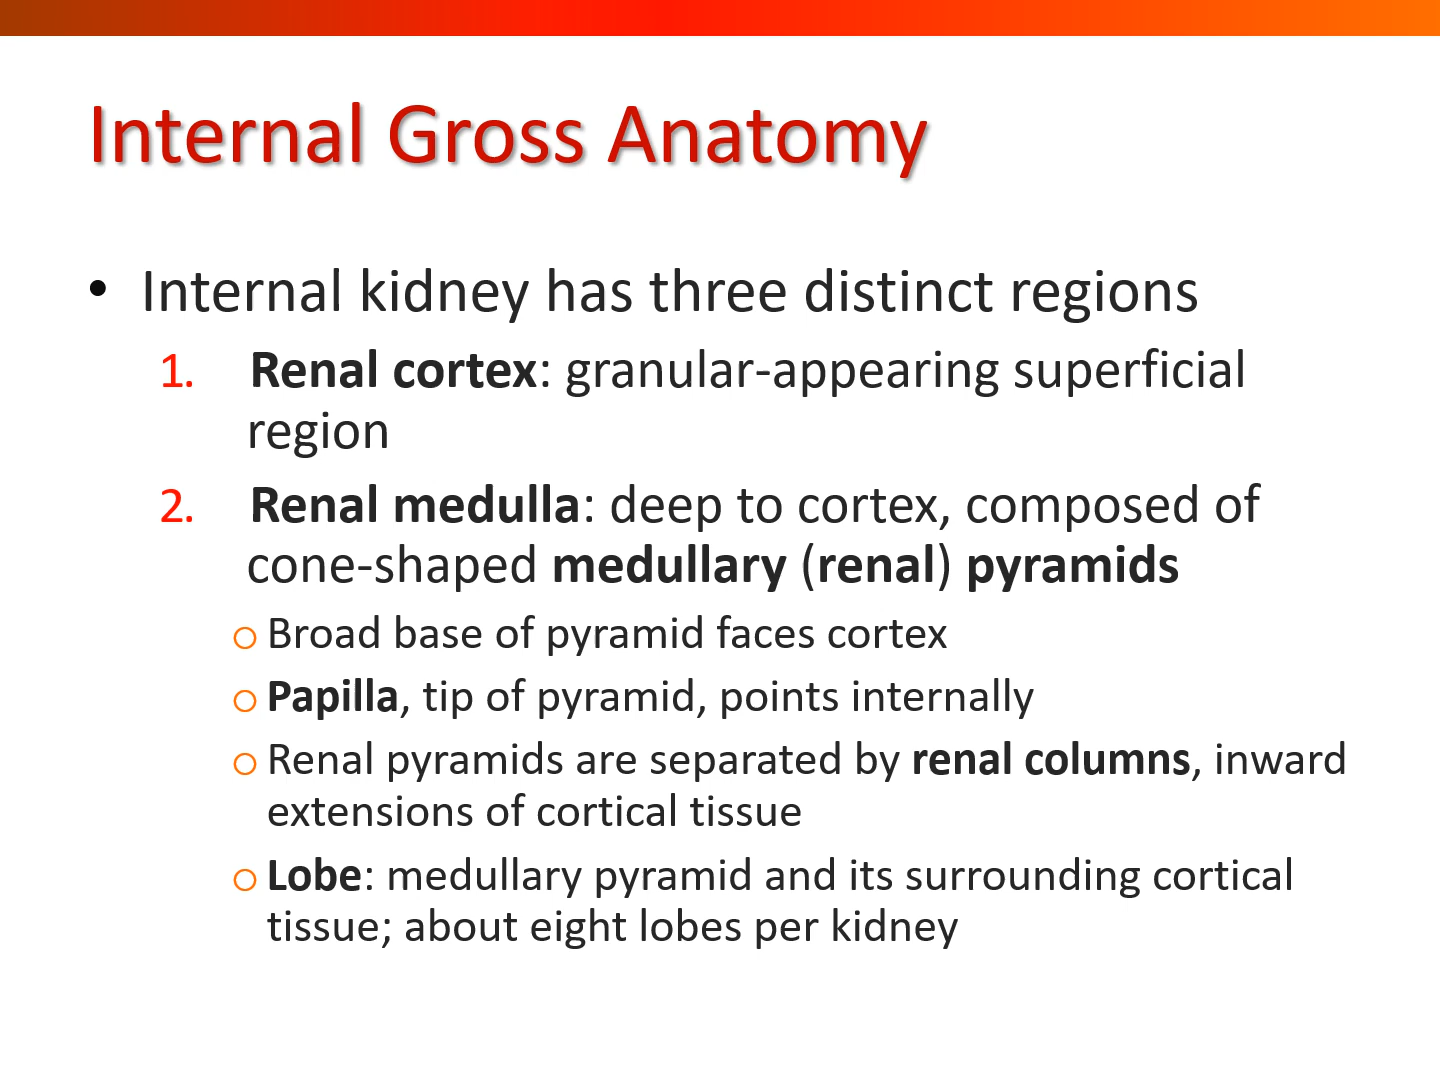 Internal Gross Anatomy
• Internal kidney has three distinct regions
1. Renal cortex: granular-appearing superficial
region
2. Renal medulla: deep to cortex, composed of
cone-shaped medullary (renal) pyramids
o Broad base of pyramid faces cortex
o Papilla, tip of pyramid, points internally
o Renal pyramids are separated by renal columns, inward
extensions of cortical tissue
o Lobe: medullary pyramid and its surrounding cortical
tissue; about eight lobes per kidney